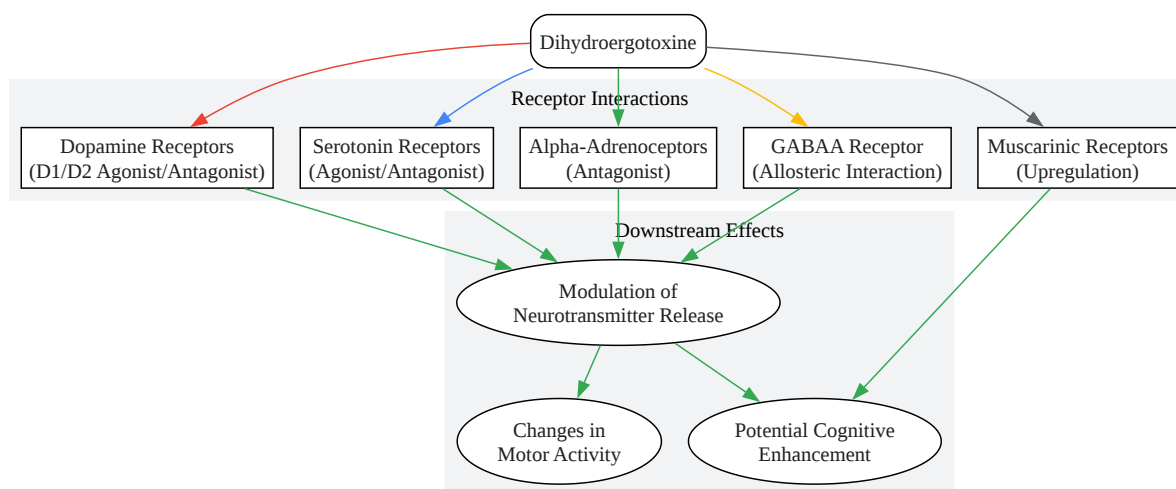 Dihydroergotoxine
Receptor Interactions
Dopamine Receptors
(D1/D2 Agonist/Antagonist)
Serotonin Receptors
(Agonist/Antagonist)
Alpha-Adrenoceptors
(Antagonist)
GABAA Receptor
(Allosteric Interaction)
Muscarinic Receptors
(Upregulation)
Downstream Effects
Modulation of
Neurotransmitter Release
Changes in
Motor Activity
Potential Cognitive
Enhancement